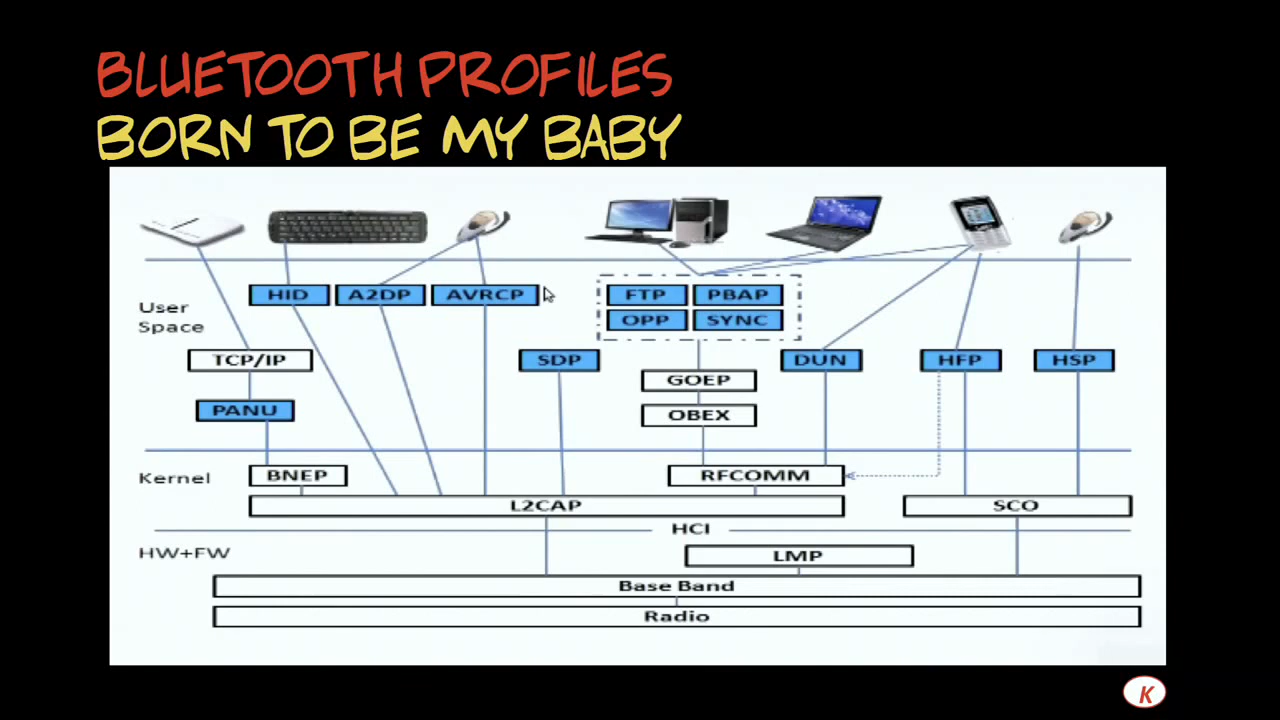 BLUETOOTH PROFILES
BORN TO BE MY BABY
HID A2DP AVRCP FTP PBAP
User
Space
OPP SYNC
TCP/IP SDP DUN HFP HSP
GOEP
PANU OBEX
Kernel BNEP RFCOMM
L2CAP SCO
HCI
HW+FW LMP
Base Band
Radio
K